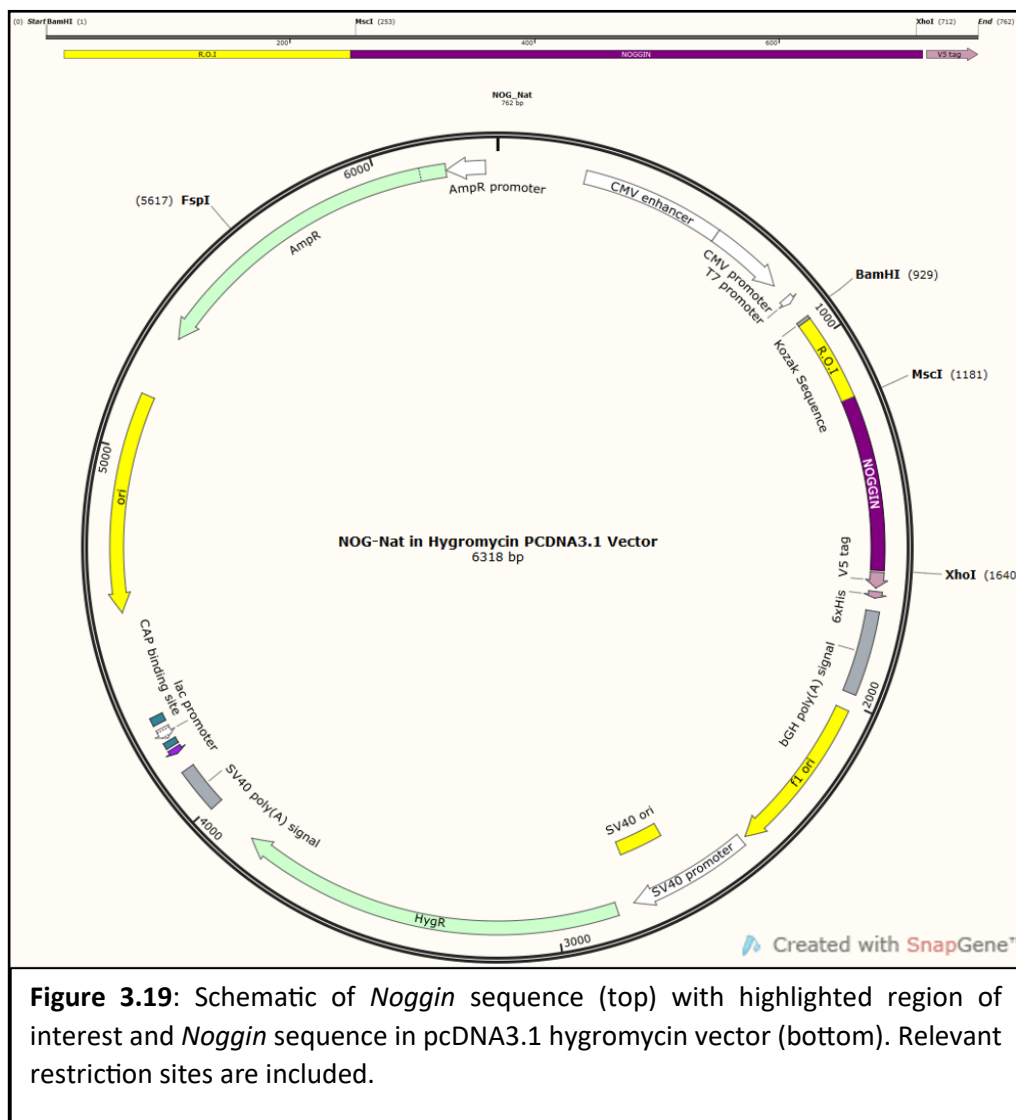 (0) Start BamHI (1) MscI (253) XhoI (712) End (762)
200 400 600
R.O.I NOGGIN V5 tag
NOG_Nat
762 bp
6000
AmpR promoter
CMV enhancer
(5617) FspI
AmpR
CMV promoter
T7 promoter
BamHI (929)
1000
Kozak Sequence
R.O.I
MscI (1181)
5000
ori
NOGGIN
NOG-Nat in Hygromycin PCDNA3.1 Vector
6318 bp
V5 tag
XhoI (1640)
6xHis
CAP binding site
lac promoter
bGH poly(A) signal
2000
SV40 poly(A) signal
f1 ori
SV40 ori
4000
SV40 promoter
HygR
3000
Created with SnapGene™
Figure 3.19: Schematic of Noggin sequence (top) with highlighted region of
interest and Noggin sequence in pcDNA3.1 hygromycin vector (bottom). Relevant
restriction sites are included.